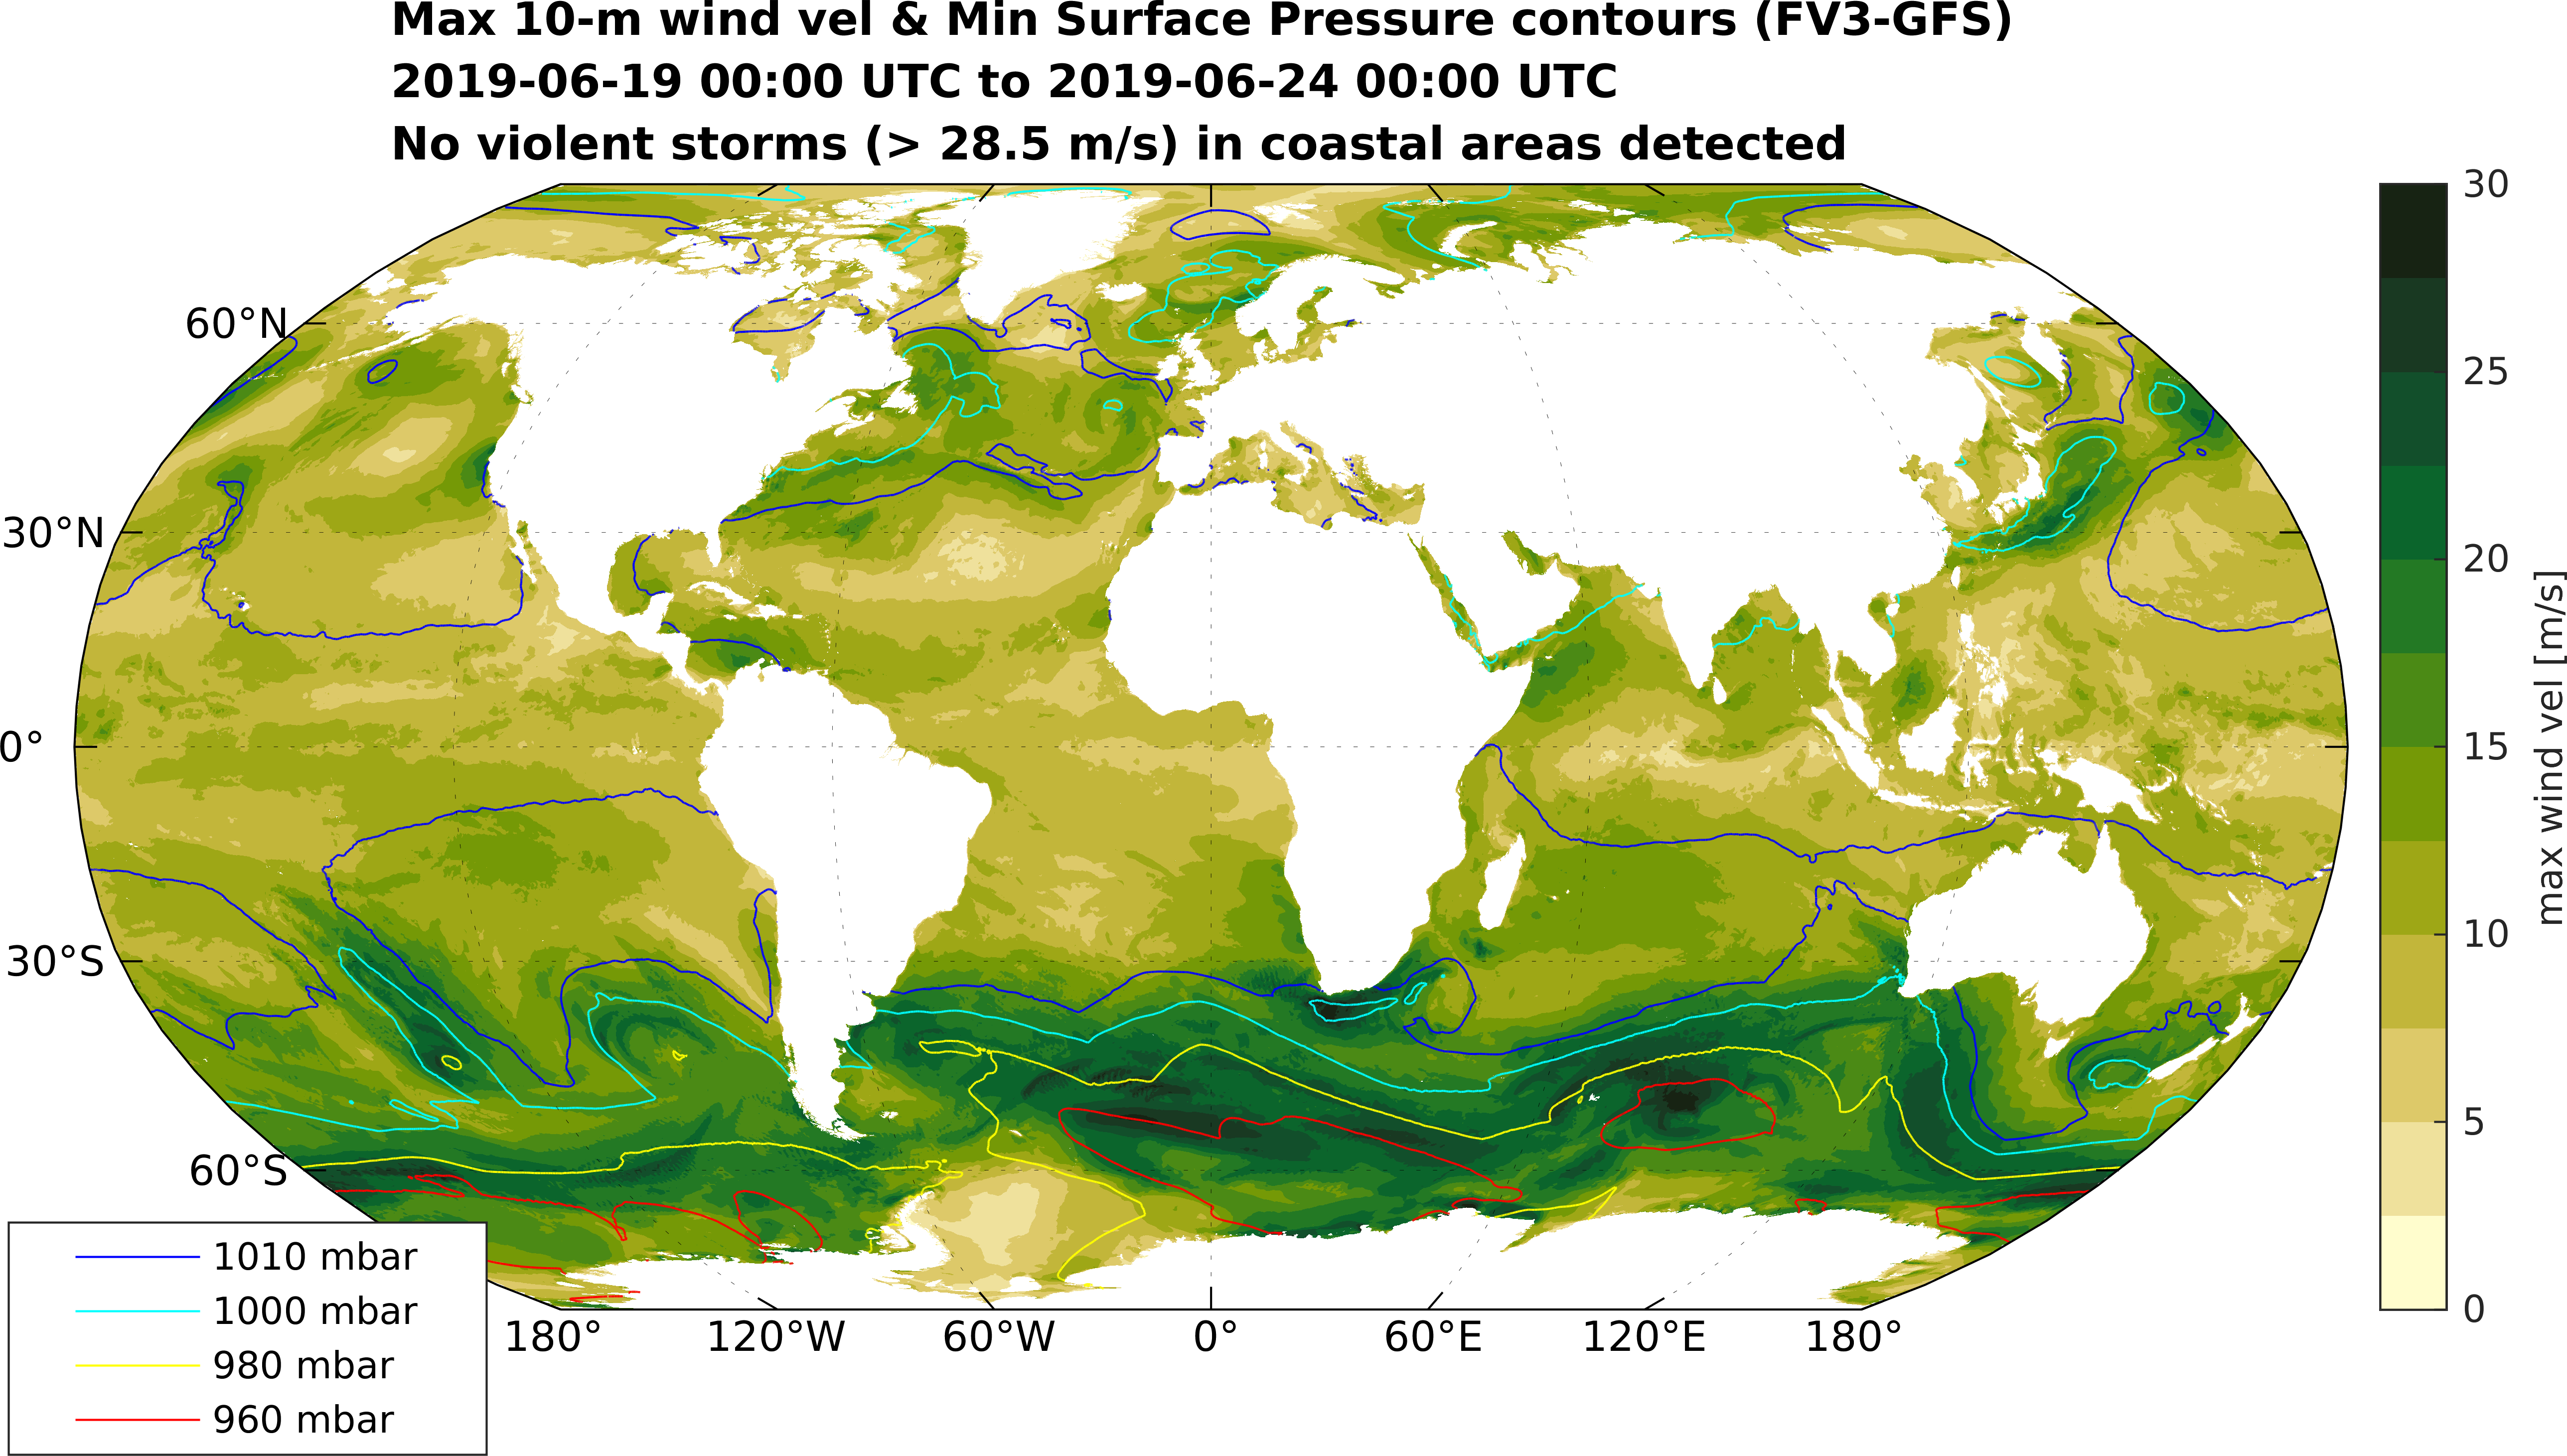 Max 10-m wind vel & Min Surface Pressure contours (FV3-GFS)
2019-06-19 00:00 UTC to 2019-06-24 00:00 UTC
No violent storms (> 28.5 m/s) in coastal areas detected
60°N
30°N
0°
30°S
60°S
180°
120°W
60°W
0°
60°E
120°E
180°
30
25
20
15
10
5
0
max wind vel [m/s]
1010 mbar
1000 mbar
980 mbar
960 mbar